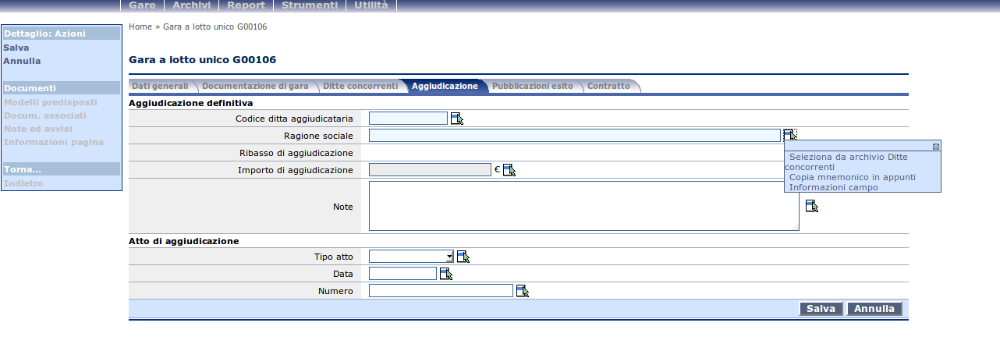 Gare Archivi Report Strumenti Utilità
Home » Gara a lotto unico G00106
Dettaglio: Azioni
Salva
Annulla
Documenti
Modelli predisposti
Docum. associati
Note ed avvisi
Informazioni pagina
Torna...
Indietro
Gara a lotto unico G00106
Dati generali Documentazione di gara Ditte concorrenti Aggiudicazione Pubblicazioni esito Contratto
Aggiudicazione definitiva
Codice ditta aggiudicataria
Ragione sociale
Ribasso di aggiudicazione
Importo di aggiudicazione €
Note
Seleziona da archivio Ditte
concorrenti
Copia mnemonico in appunti
Informazioni campo
Atto di aggiudicazione
Tipo atto
Data
Numero
Salva Annulla